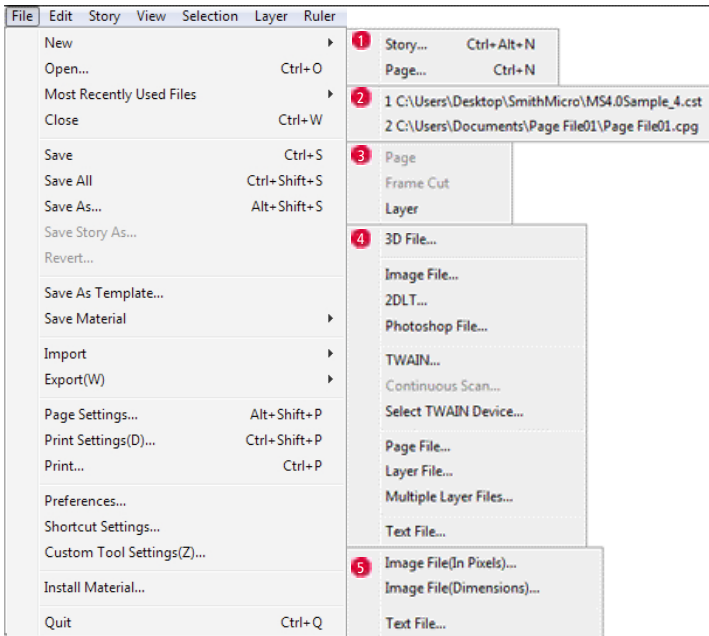 File Edit Story View Selection Layer Ruler
New
Open... Ctrl+O
Most Recently Used Files
Close Ctrl+W
Save Ctrl+S
Save All Ctrl+Shift+S
Save As... Alt+Shift+S
Save Story As...
Revert...
Save As Template...
Save Material
Import
Export(W)
Page Settings... Alt+Shift+P
Print Settings(D)... Ctrl+Shift+P
Print... Ctrl+P
Preferences...
Shortcut Settings...
Custom Tool Settings(Z)...
Install Material...
Quit Ctrl+Q
1 Story... Ctrl+Alt+N
Page... Ctrl+N
2 1 C:\Users\Desktop\SmithMicro\MS4.0Sample_4.cst
2 C:\Users\Documents\Page File01\Page File01.cpg
3 Page
Frame Cut
Layer
4 3D File...
Image File...
2DLT...
Photoshop File...
TWAIN...
Continuous Scan...
Select TWAIN Device...
Page File...
Layer File...
Multiple Layer Files...
Text File...
5 Image File(In Pixels)...
Image File(Dimensions)...
Text File...